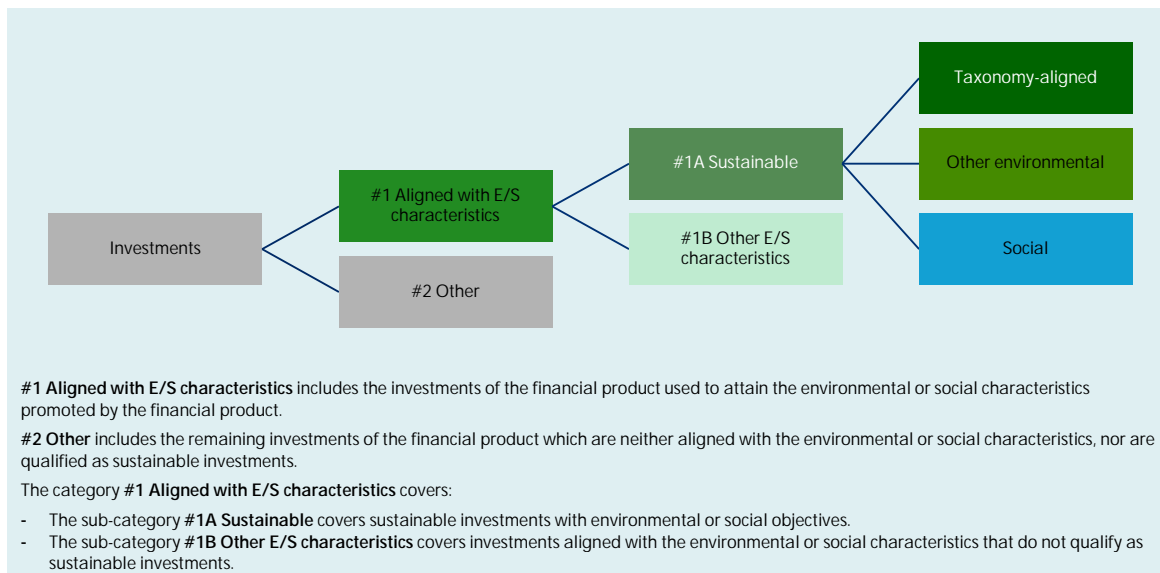 Taxonomy-aligned
#1A Sustainable
Other environmental
#1 Aligned with E/S
characteristics
Investments
#1B Other E/S
characteristics
Social
#2 Other
#1 Aligned with E/S characteristics includes the investments of the financial product used to attain the environmental or social characteristics
promoted by the financial product.
#2 Other includes the remaining investments of the financial product which are neither aligned with the environmental or social characteristics, nor are
qualified as sustainable investments.
The category #1 Aligned with E/S characteristics covers:
- The sub-category #1A Sustainable covers sustainable investments with environmental or social objectives.
- The sub-category #1B Other E/S characteristics covers investments aligned with the environmental or social characteristics that do not qualify as
sustainable investments.